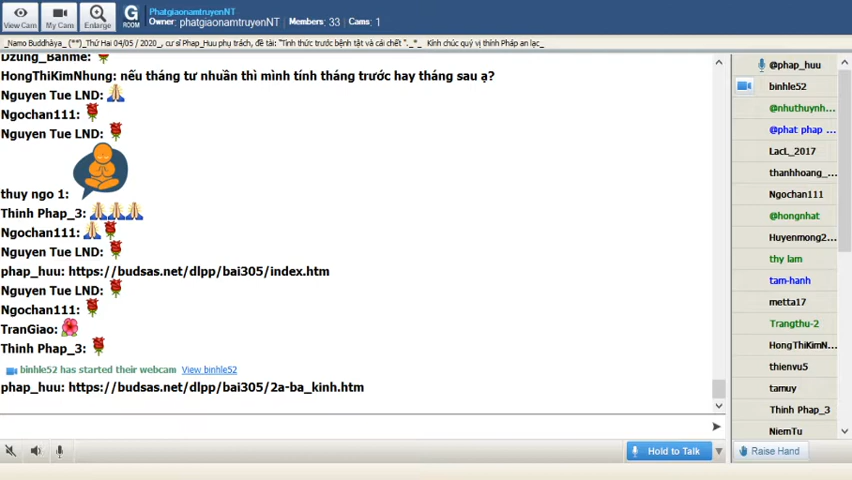 View Cam
My Cam
Enlarge
G
ROOM
PhatgiaonamtruyenNT
Owner: phatgiaonamtruyenNT
Members: 33
Cams: 1
_Namo Buddhàya_ (**)_Thứ Hai 04/05 / 2020_, cư sĩ Phap_Huu phụ trách, đề tài: "Tỉnh thức trước bệnh tật và cái chết "._*_ Kính chúc quý vị thính Pháp an lạc_
Dzung_Banme:
HongThiKimNhung: nếu tháng tư nhuần thì mình tính tháng trước hay tháng sau ạ?
Nguyen Tue LND:
Ngochan111:
Nguyen Tue LND:
thuy ngo 1:
Thinh Phap_3:
Ngochan111:
Nguyen Tue LND:
phap_huu: https://budsas.net/dlpp/bai305/index.htm
Nguyen Tue LND:
Ngochan111:
TranGiao:
Thinh Phap_3:
binhle52 has started their webcam View binhle52
phap_huu: https://budsas.net/dlpp/bai305/2a-ba_kinh.htm
@phap_huu
binhle52
@nhuthuynh...
@phat phap ...
LacL_2017
thanhhoang_...
Ngochan111
@hongnhat
Huyenmong2...
thy lam
tam-hanh
metta17
Trangthu-2
HongThiKimN...
thienvu5
tamuy
Thinh Phap_3
NiemTu
Hold to Talk
Raise Hand